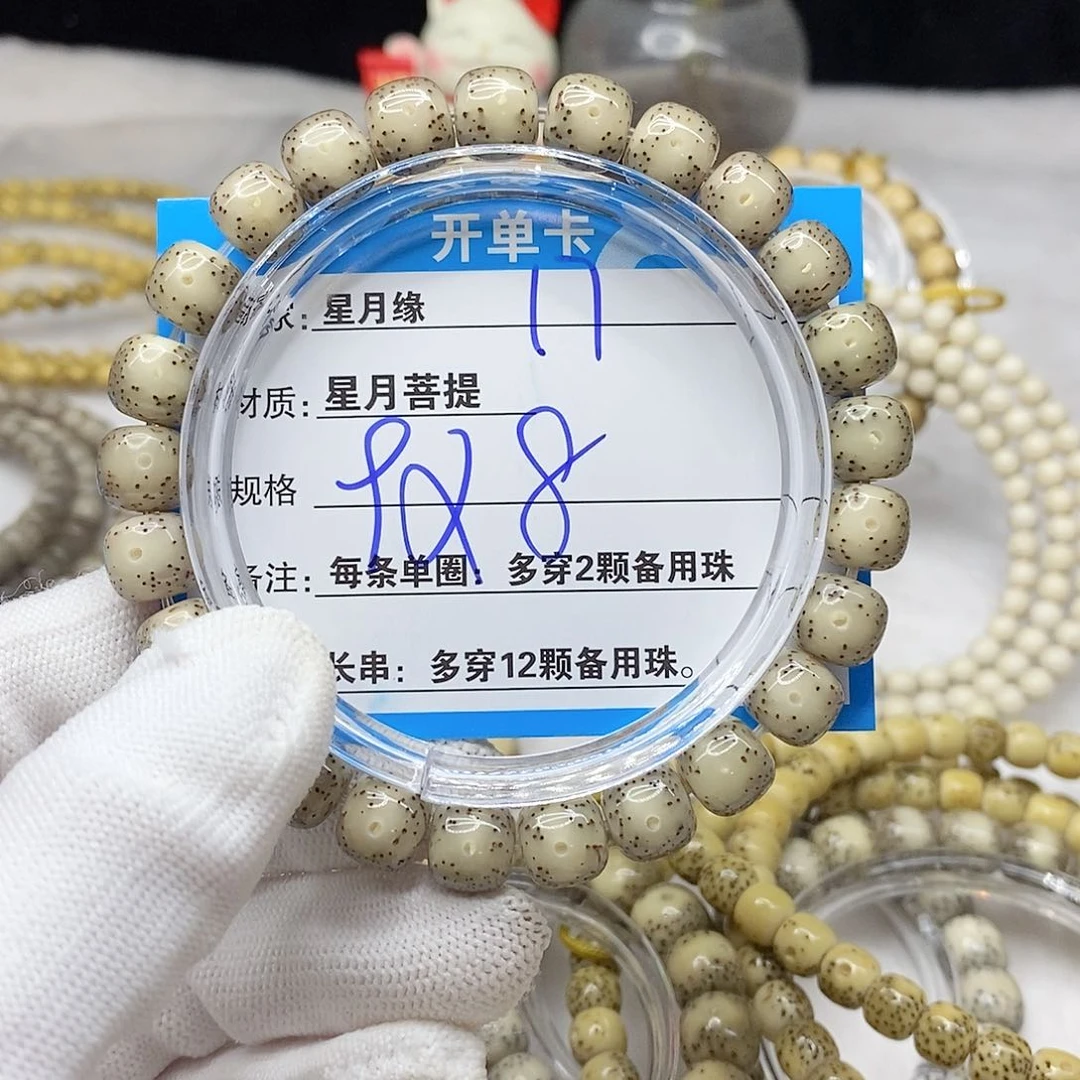 开单卡
星月缘 17
材质: 星月菩提
规格 8
备注: 每条单圈: 多穿2颗备用珠
长串: 多穿12颗备用珠。